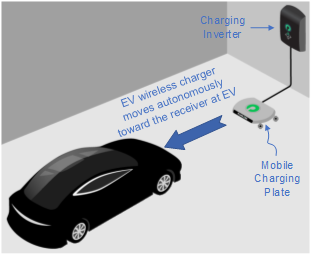 Charging
Inverter
EV wireless charger
moves autonomously
toward the receiver at EV
Mobile
Charging
Plate